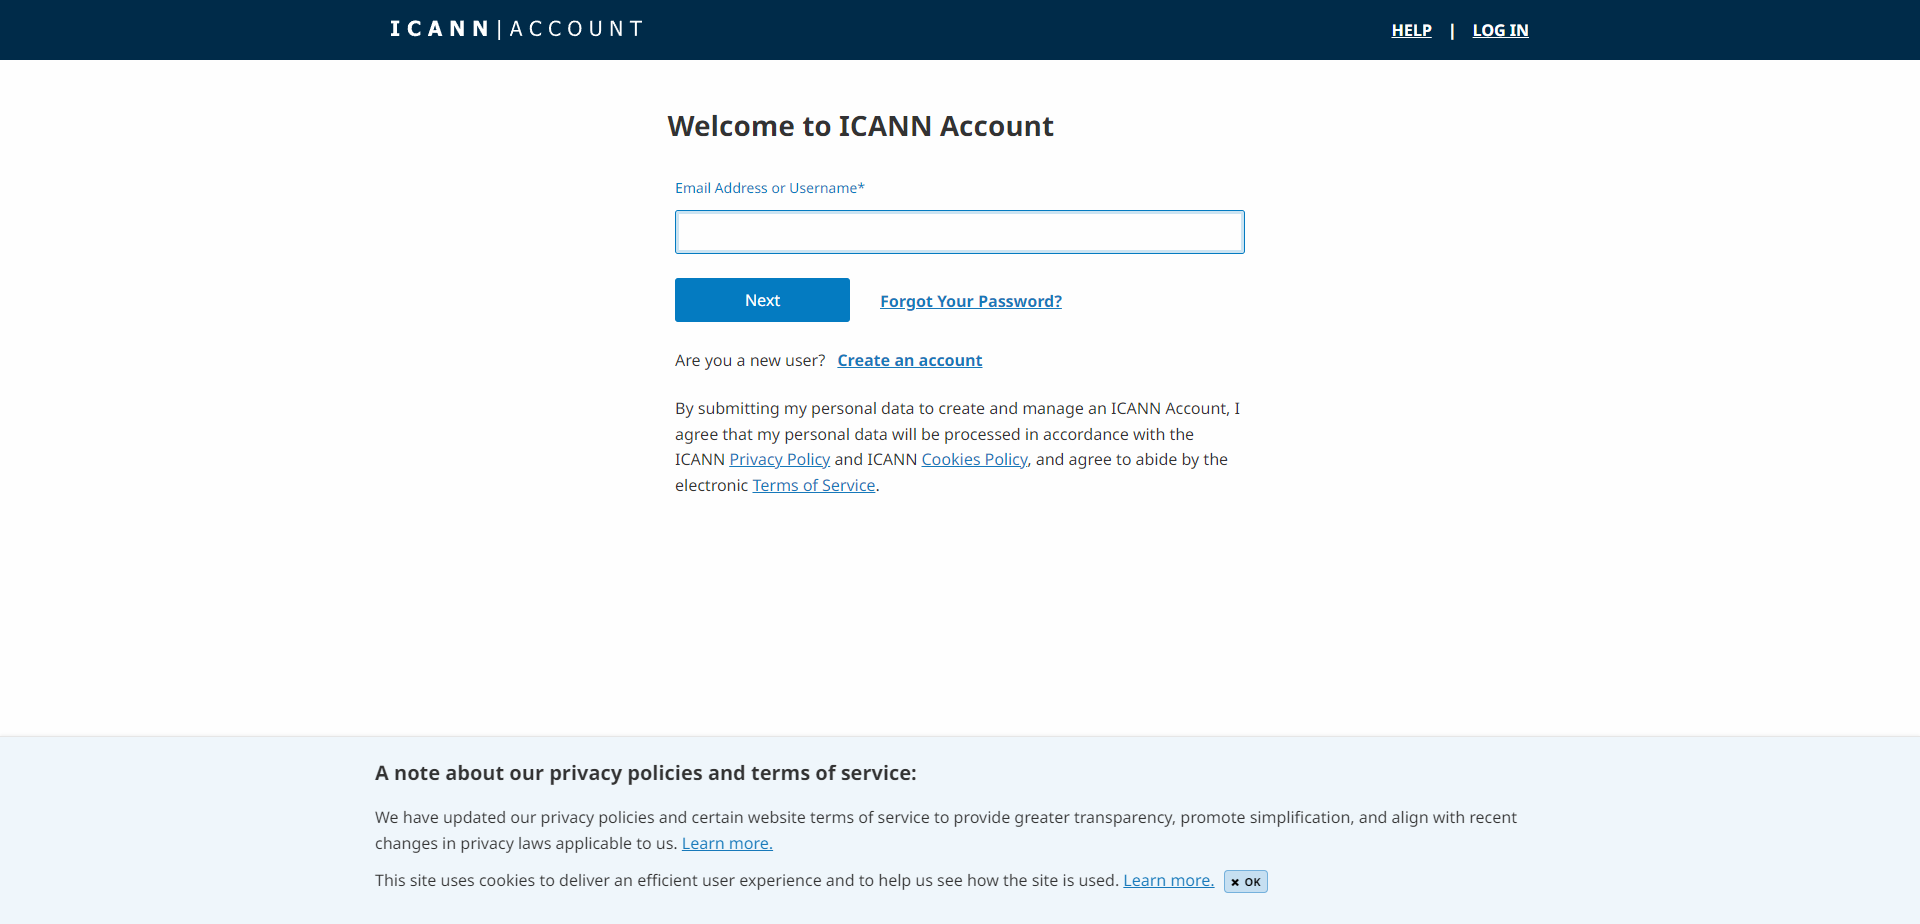 ICANN|ACCOUNT
HELP | LOG IN
Welcome to ICANN Account
Email Address or Username*
Next Forgot Your Password?
Are you a new user? Create an account
By submitting my personal data to create and manage an ICANN Account, I
agree that my personal data will be processed in accordance with the
ICANN Privacy Policy and ICANN Cookies Policy, and agree to abide by the
electronic Terms of Service.
A note about our privacy policies and terms of service:
We have updated our privacy policies and certain website terms of service to provide greater transparency, promote simplification, and align with recent
changes in privacy laws applicable to us. Learn more.
This site uses cookies to deliver an efficient user experience and to help us see how the site is used. Learn more. ✖ OK